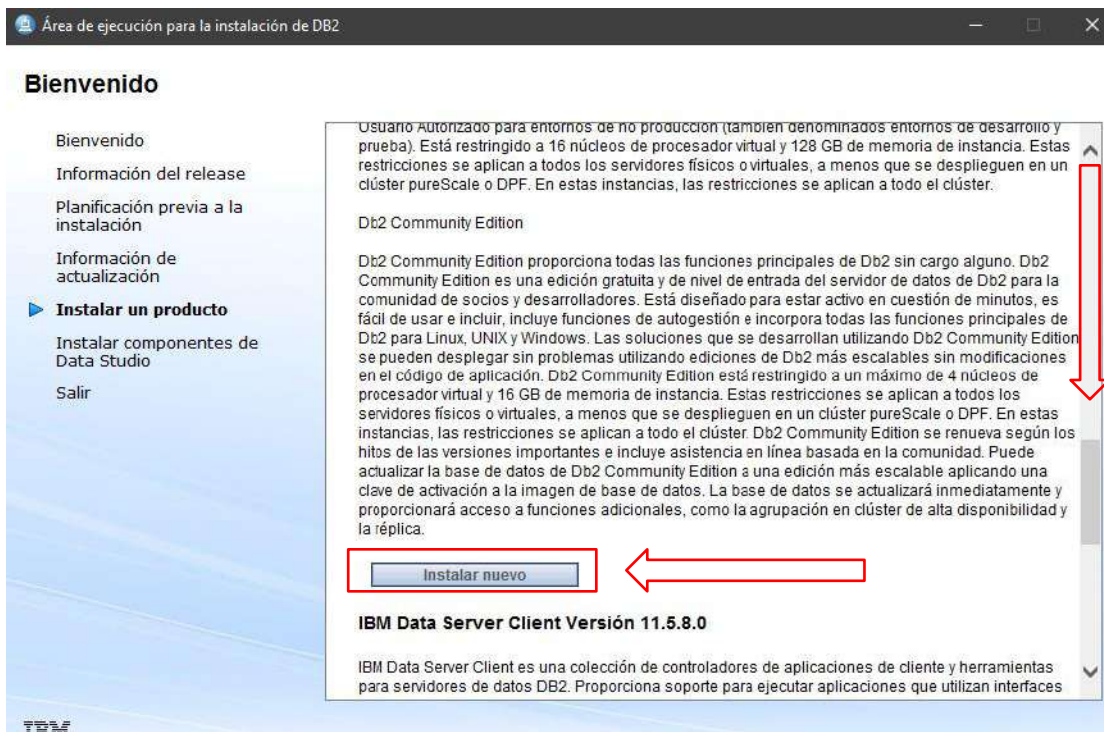 Área de ejecución para la instalación de DB2
Bienvenido
Bienvenido
Información del release
Planificación previa a la
instalación
Información de
actualización
Instalar un producto
Instalar componentes de
Data Studio
Salir
Usuario Autorizado para entornos de no producción (también denominados entornos de desarrollo y
prueba). Está restringido a 16 núcleos de procesador virtual y 128 GB de memoria de instancia. Estas
restricciones se aplican a todos los servidores físicos o virtuales, a menos que se desplieguen en un
clúster pureScale o DPF. En estas instancias, las restricciones se aplican a todo el clúster.
Db2 Community Edition
Db2 Community Edition proporciona todas las funciones principales de Db2 sin cargo alguno. Db2
Community Edition es una edición gratuita y de nivel de entrada del servidor de datos de Db2 para la
comunidad de socios y desarrolladores. Está diseñado para estar activo en cuestión de minutos, es
fácil de usar e incluir, incluye funciones de autogestión e incorpora todas las funciones principales de
Db2 para Linux, UNIX y Windows. Las soluciones que se desarrollan utilizando Db2 Community Edition
se pueden desplegar sin problemas utilizando ediciones de Db2 más escalables sin modificaciones
en el código de aplicación. Db2 Community Edition está restringido a un máximo de 4 núcleos de
procesador virtual y 16 GB de memoria de instancia. Estas restricciones se aplican a todos los
servidores físicos o virtuales, a menos que se desplieguen en un clúster pureScale o DPF. En estas
instancias, las restricciones se aplican a todo el clúster. Db2 Community Edition se renueva según los
hitos de las versiones importantes e incluye asistencia en línea basada en la comunidad. Puede
actualizar la base de datos de Db2 Community Edition a una edición más escalable aplicando una
clave de activación a la imagen de base de datos. La base de datos se actualizará inmediatamente y
proporcionará acceso a funciones adicionales, como la agrupación en clúster de alta disponibilidad y
la réplica.
Instalar nuevo
IBM Data Server Client Versión 11.5.8.0
IBM Data Server Client es una colección de controladores de aplicaciones de cliente y herramientas
para servidores de datos DB2. Proporciona soporte para ejecutar aplicaciones que utilizan interfaces
IBM